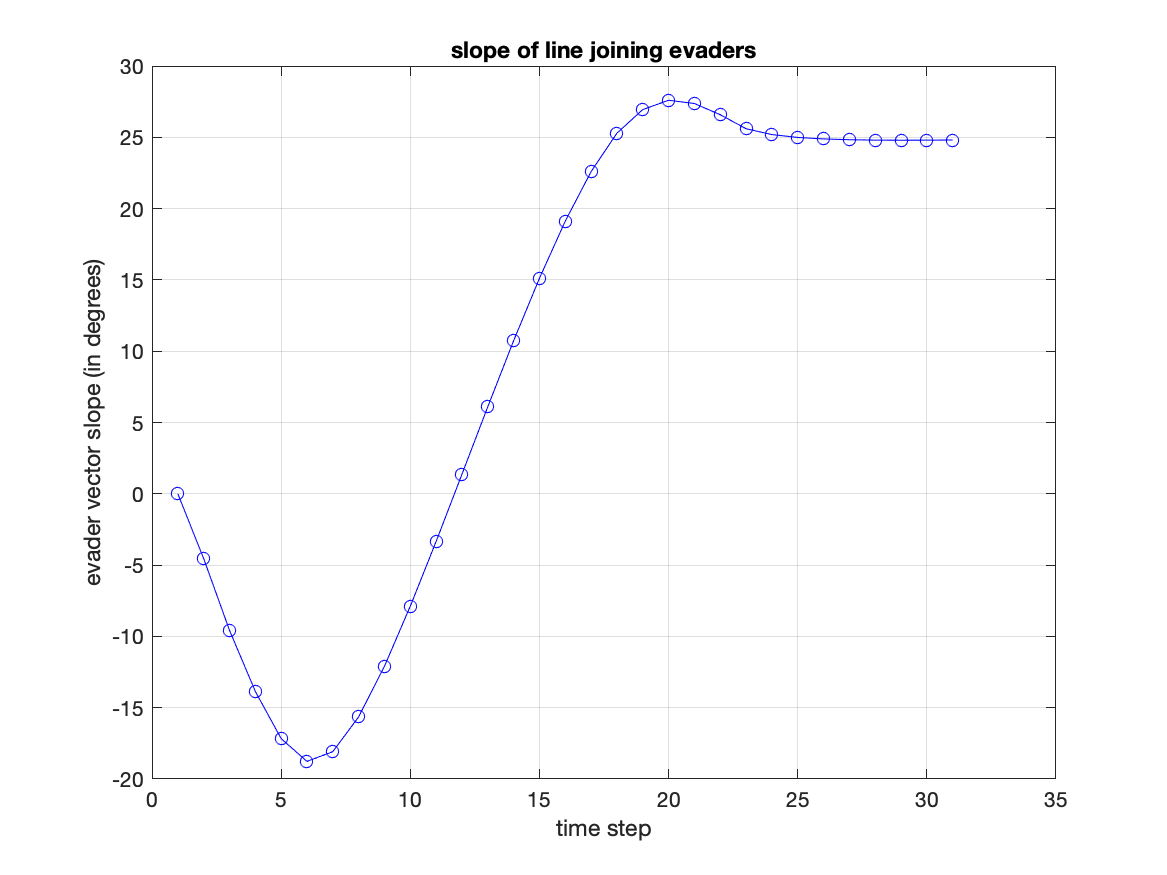 slope of line joining evaders
30
25
20
15
10
5
0
-5
-10
-15
-20
evader vector slope (in degrees)
0 5 10 15 20 25 30 35
time step